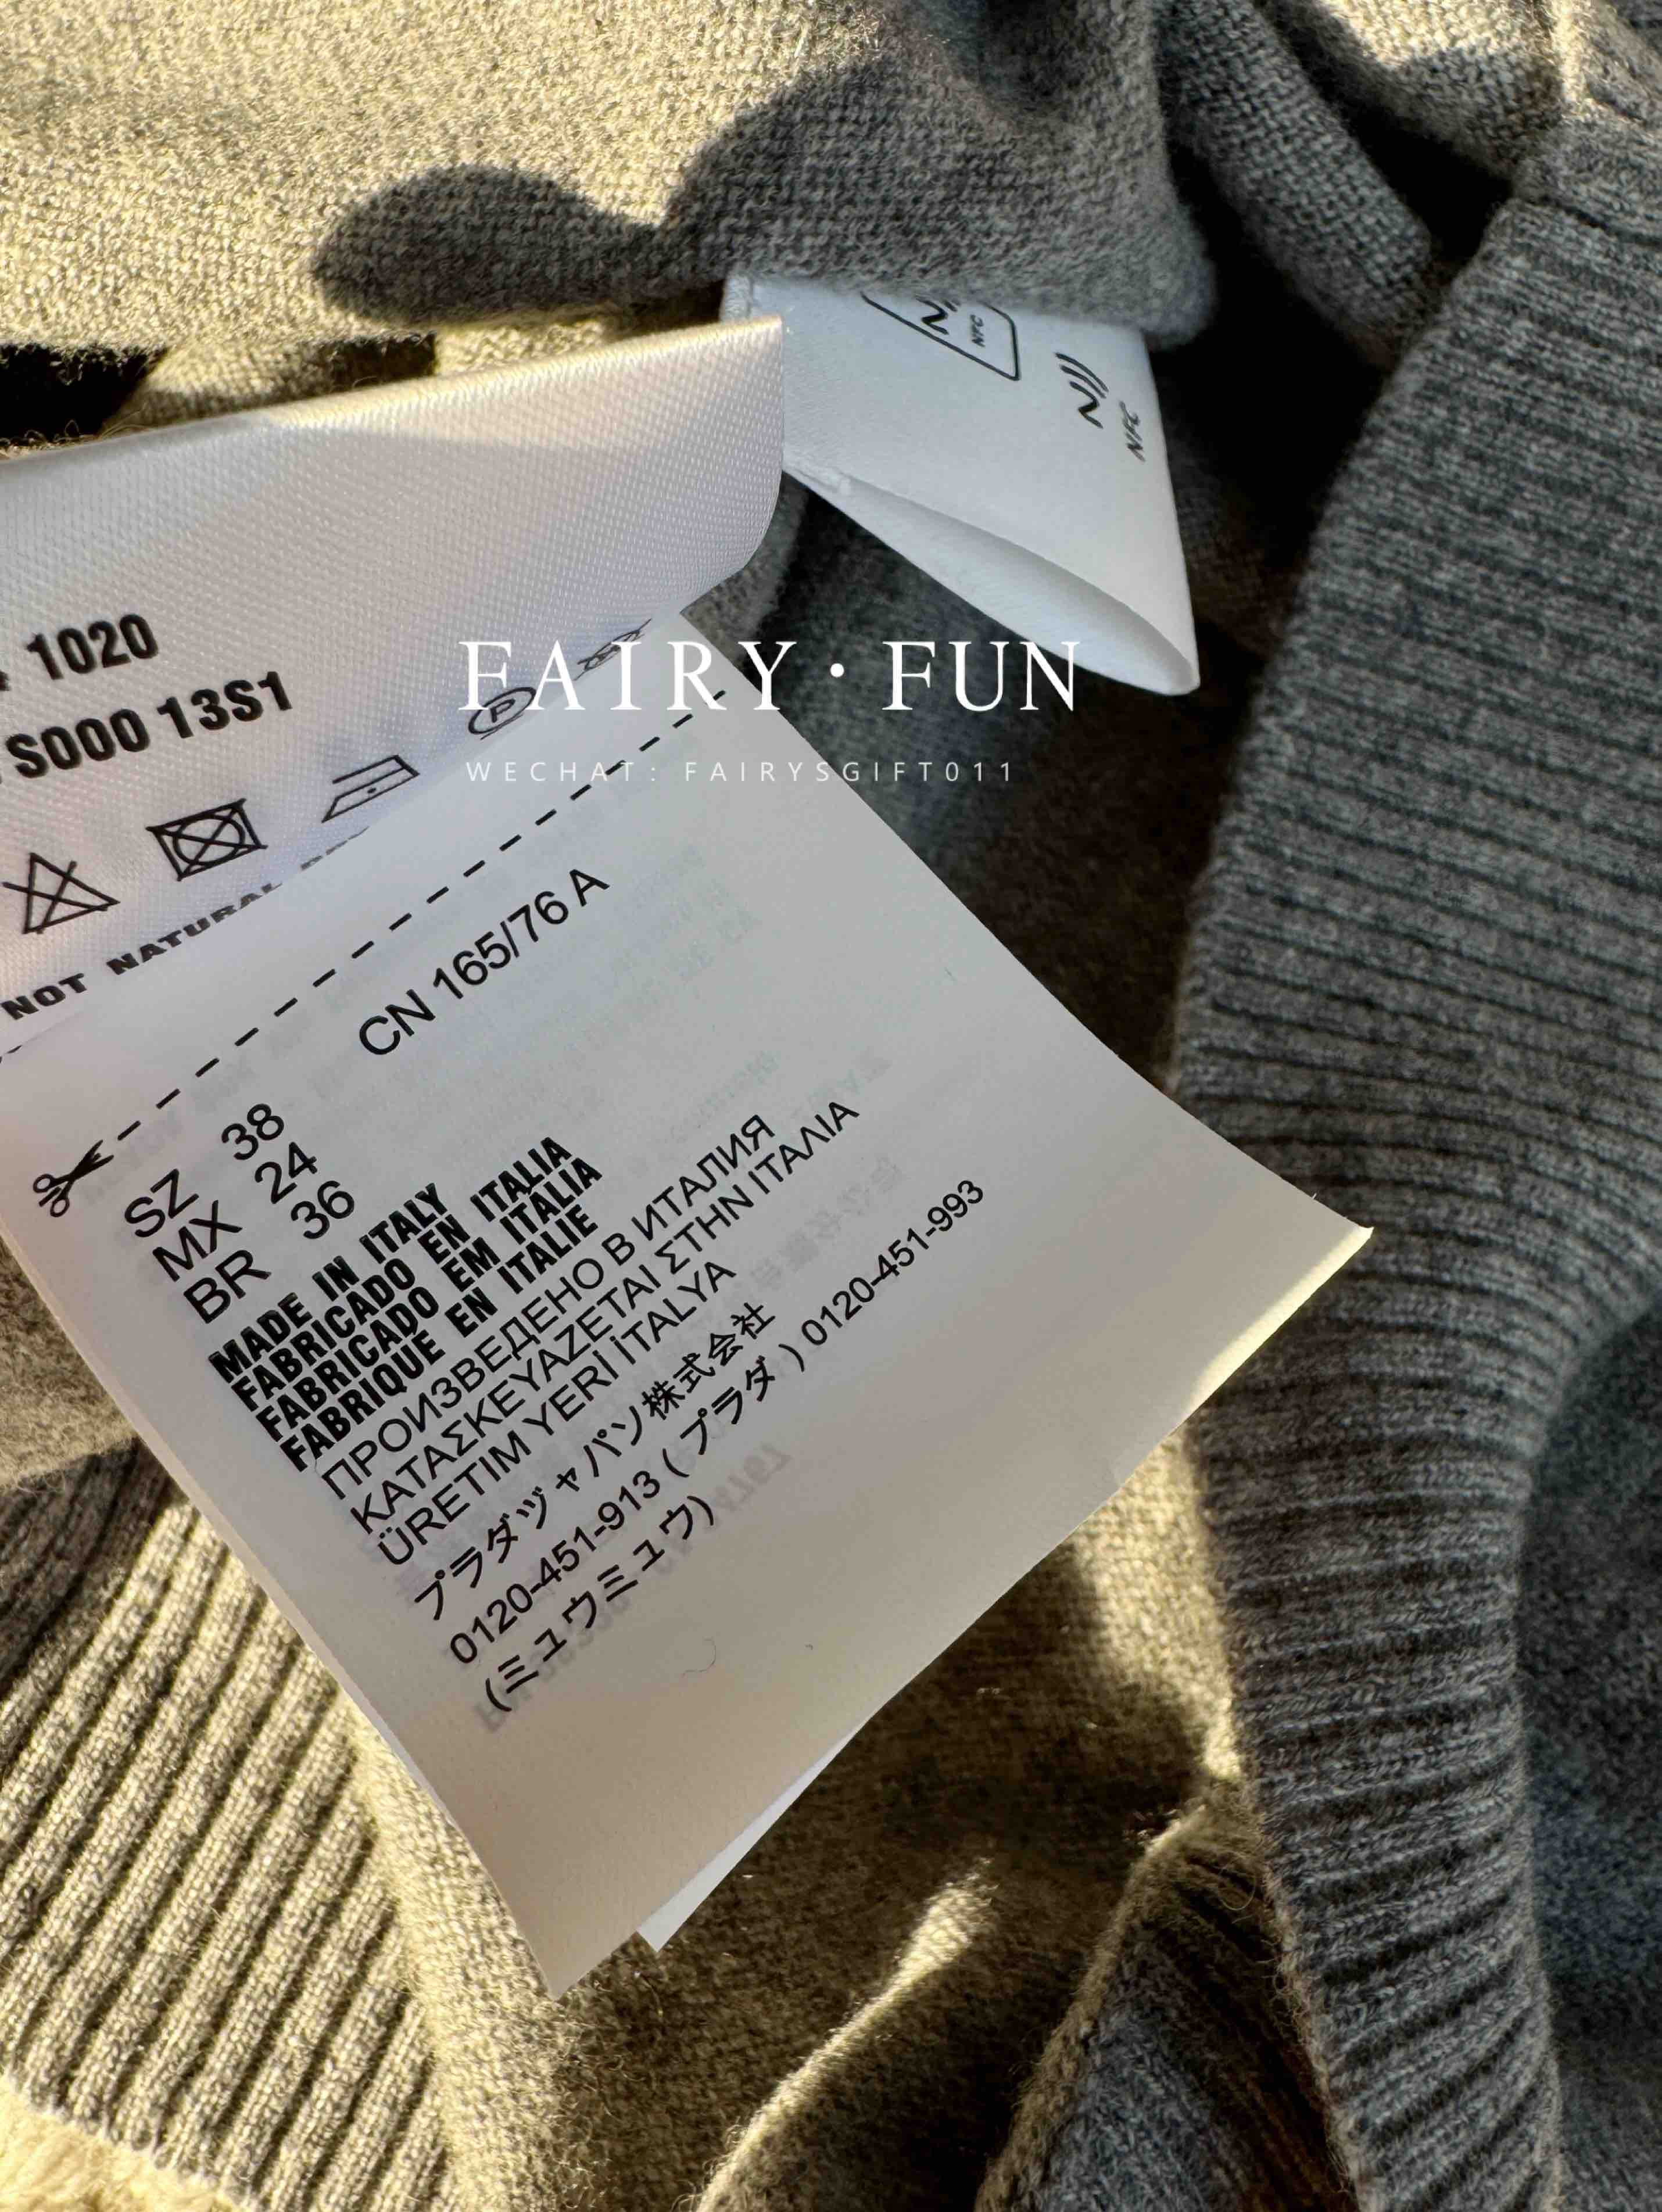 NFC
NFC
1020
S000 13S1
FAIRY·FUN
WECHAT: FAIRYSGIFT011
P
NOT NATURAL
CN 165/76 A
SZ 38
MX 24
BR 36
MADE IN ITALY
FABRICADO EN ITALIA
FABRICADO EM ITALIA
FABRIQUE EN ITALIE
ПРОИЗВЕДЕНО В ИТАЛИЯ
ΚΑΤΑΣΚΕYΑΖΕΤΑΙ ΣΤΗΝ ΙΤΑΛΙΑ
ÜRETIM YERI İTALYA
プラダヅャパソ株式会社
0120-451-913 (プラダ) 0120-451-993
(ミュウミュウ)